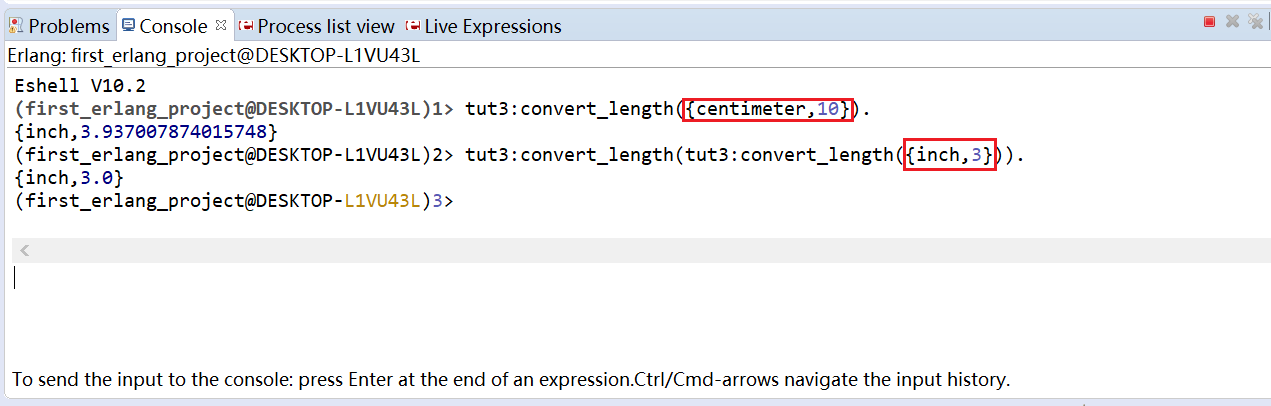 Problems Console Process list view Live Expressions
Erlang: first_erlang_project@DESKTOP-L1VU43L
Eshell V10.2
(first_erlang_project@DESKTOP-L1VU43L)1> tut3:convert_length({centimeter,10}).
{inch,3.937007874015748}
(first_erlang_project@DESKTOP-L1VU43L)2> tut3:convert_length(tut3:convert_length({inch,3})).
{inch,3.0}
(first_erlang_project@DESKTOP-L1VU43L)3>
To send the input to the console: press Enter at the end of an expression.Ctrl/Cmd-arrows navigate the input history.